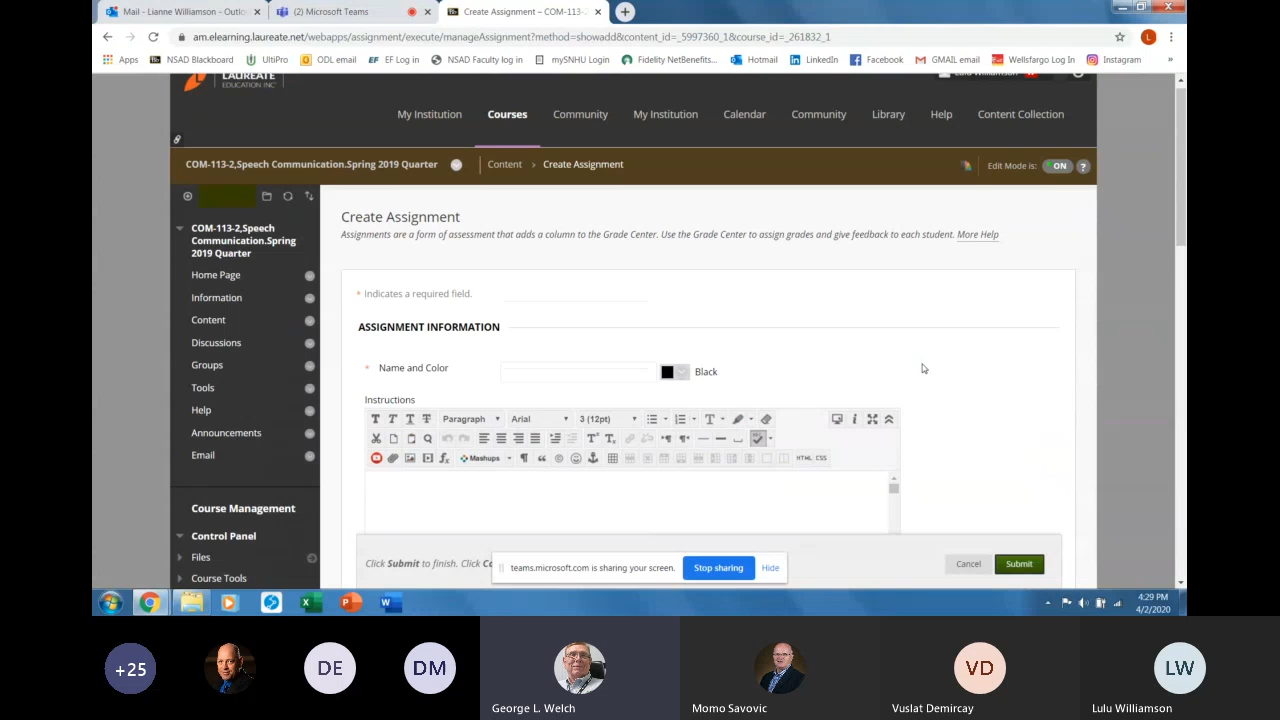 Mail - Lianne Williamson - Outlo
(2) Microsoft Teams
Create Assignment – COM-113-2
am.elearning.laureate.net/webapps/assignment/execute/manageAssignment?method=showadd&content_id=_5997360_1&course_id=_261832_1
L
Apps NSAD Blackboard UltiPro ODL email EF Log in NSAD Faculty log in mySNHU Login Fidelity NetBenefits... Hotmail LinkedIn Facebook GMAIL email Wellsfargo Log In Instagram »
LAUREATE
EDUCATION INC
Lulu Williamson
My Institution Courses Community My Institution Calendar Community Library Help Content Collection
COM-113-2,Speech Communication.Spring 2019 Quarter Content > Create Assignment Edit Mode is: ON ?
COM-113-2,Speech
Communication.Spring
2019 Quarter
Home Page
Information
Content
Discussions
Groups
Tools
Help
Announcements
Email
Course Management
Control Panel
Files
Course Tools
Create Assignment
Assignments are a form of assessment that adds a column to the Grade Center. Use the Grade Center to assign grades and give feedback to each student. More Help
* Indicates a required field.
ASSIGNMENT INFORMATION
* Name and Color Black
Instructions
T T T T Paragraph Arial 3 (12pt)
Mashups HTML CSS
Click Submit to finish. Click
teams.microsoft.com is sharing your screen. Stop sharing Hide
Cancel Submit
4:29 PM
4/2/2020
+25
DE
DM
VD
LW
George L. Welch
Momo Savovic
Vuslat Demircay
Lulu Williamson